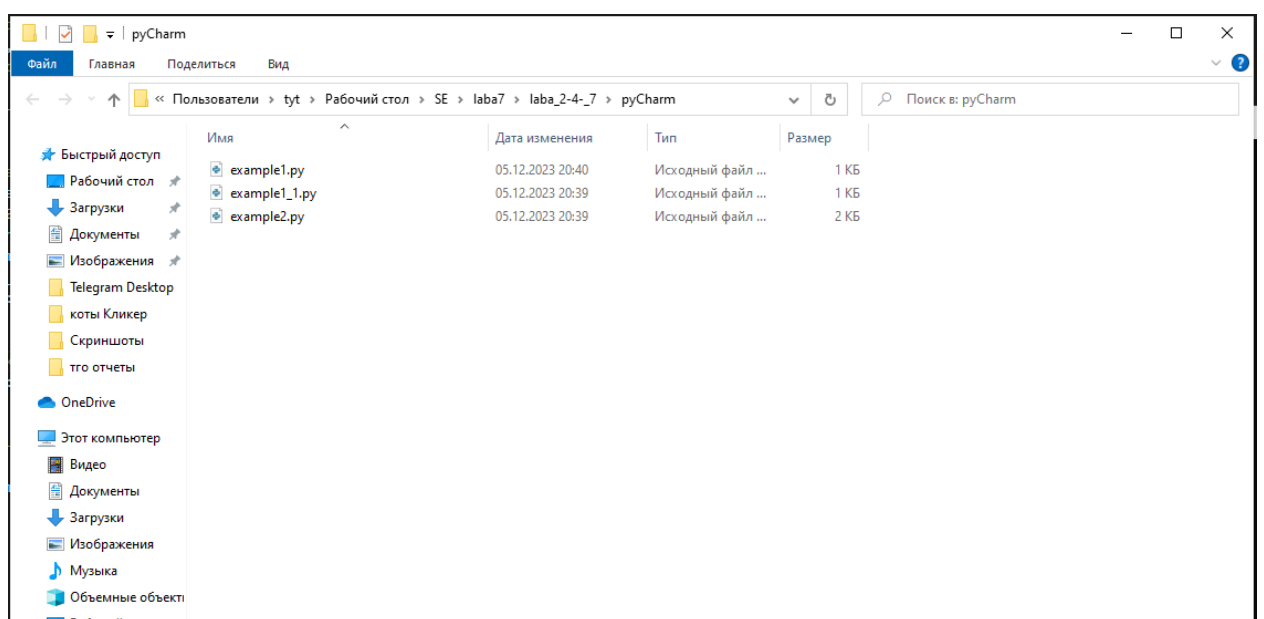 pyCharm
Файл Главная Поделиться Вид
« Пользователи › tyt › Рабочий стол › SE › laba7 › laba_2-4-_7 › pyCharm Поиск в: pyCharm
Имя Дата изменения Тип Размер
Быстрый доступ
Рабочий стол
Загрузки
Документы
Изображения
Telegram Desktop
коты Кликер
Скриншоты
тго отчеты
OneDrive
Этот компьютер
Видео
Документы
Загрузки
Изображения
Музыка
Объемные объекты
example1.py 05.12.2023 20:40 Исходный файл ... 1 КБ
example1_1.py 05.12.2023 20:39 Исходный файл ... 1 КБ
example2.py 05.12.2023 20:39 Исходный файл ... 2 КБ